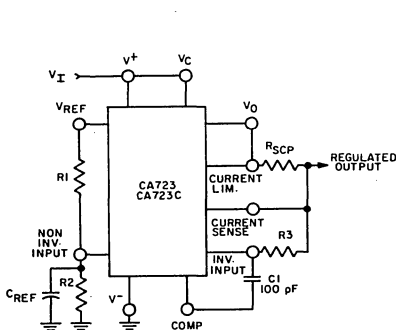 V+
VC
VI
VREF
VO
RSCP
REGULATED
OUTPUT
R1
CA723
CA723C
CURRENT
LIM.
CURRENT
SENSE
NON
INV.
INPUT
INV.
INPUT
R3
CREF
R2
V-
C1
100 pF
COMP